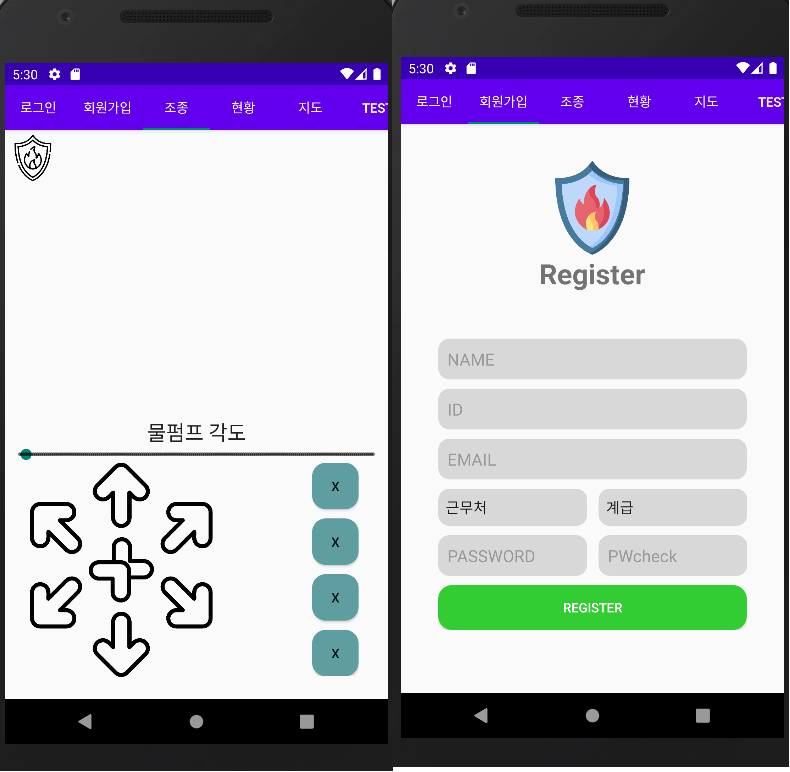 5:30
로그인 회원가입 조종 현황 지도 TEST
물펌프 각도
X
X
X
X
5:30
로그인 회원가입 조종 현황 지도 TEST
Register
NAME
ID
EMAIL
근무처 계급
PASSWORD PWcheck
REGISTER